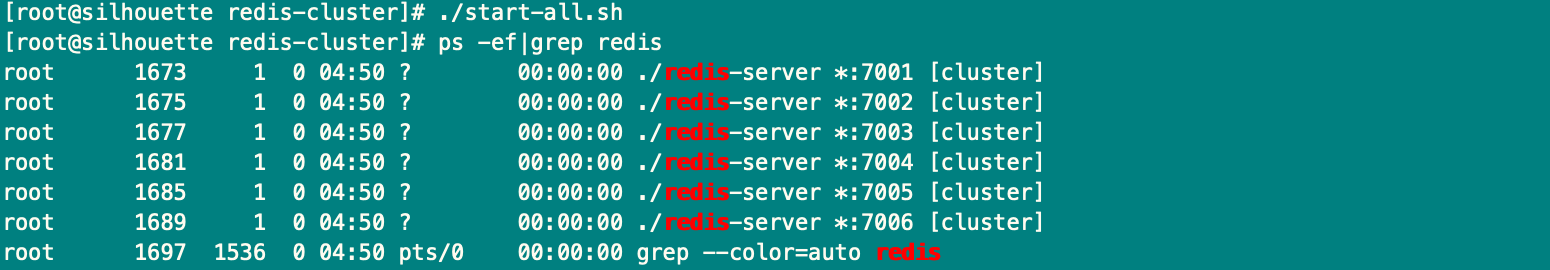 [root@silhouette redis-cluster]# ./start-all.sh
[root@silhouette redis-cluster]# ps -ef|grep redis
root      1673     1  0 04:50 ?        00:00:00 ./redis-server *:7001 [cluster]
root      1675     1  0 04:50 ?        00:00:00 ./redis-server *:7002 [cluster]
root      1677     1  0 04:50 ?        00:00:00 ./redis-server *:7003 [cluster]
root      1681     1  0 04:50 ?        00:00:00 ./redis-server *:7004 [cluster]
root      1685     1  0 04:50 ?        00:00:00 ./redis-server *:7005 [cluster]
root      1689     1  0 04:50 ?        00:00:00 ./redis-server *:7006 [cluster]
root      1697  1536  0 04:50 pts/0    00:00:00 grep --color=auto redis